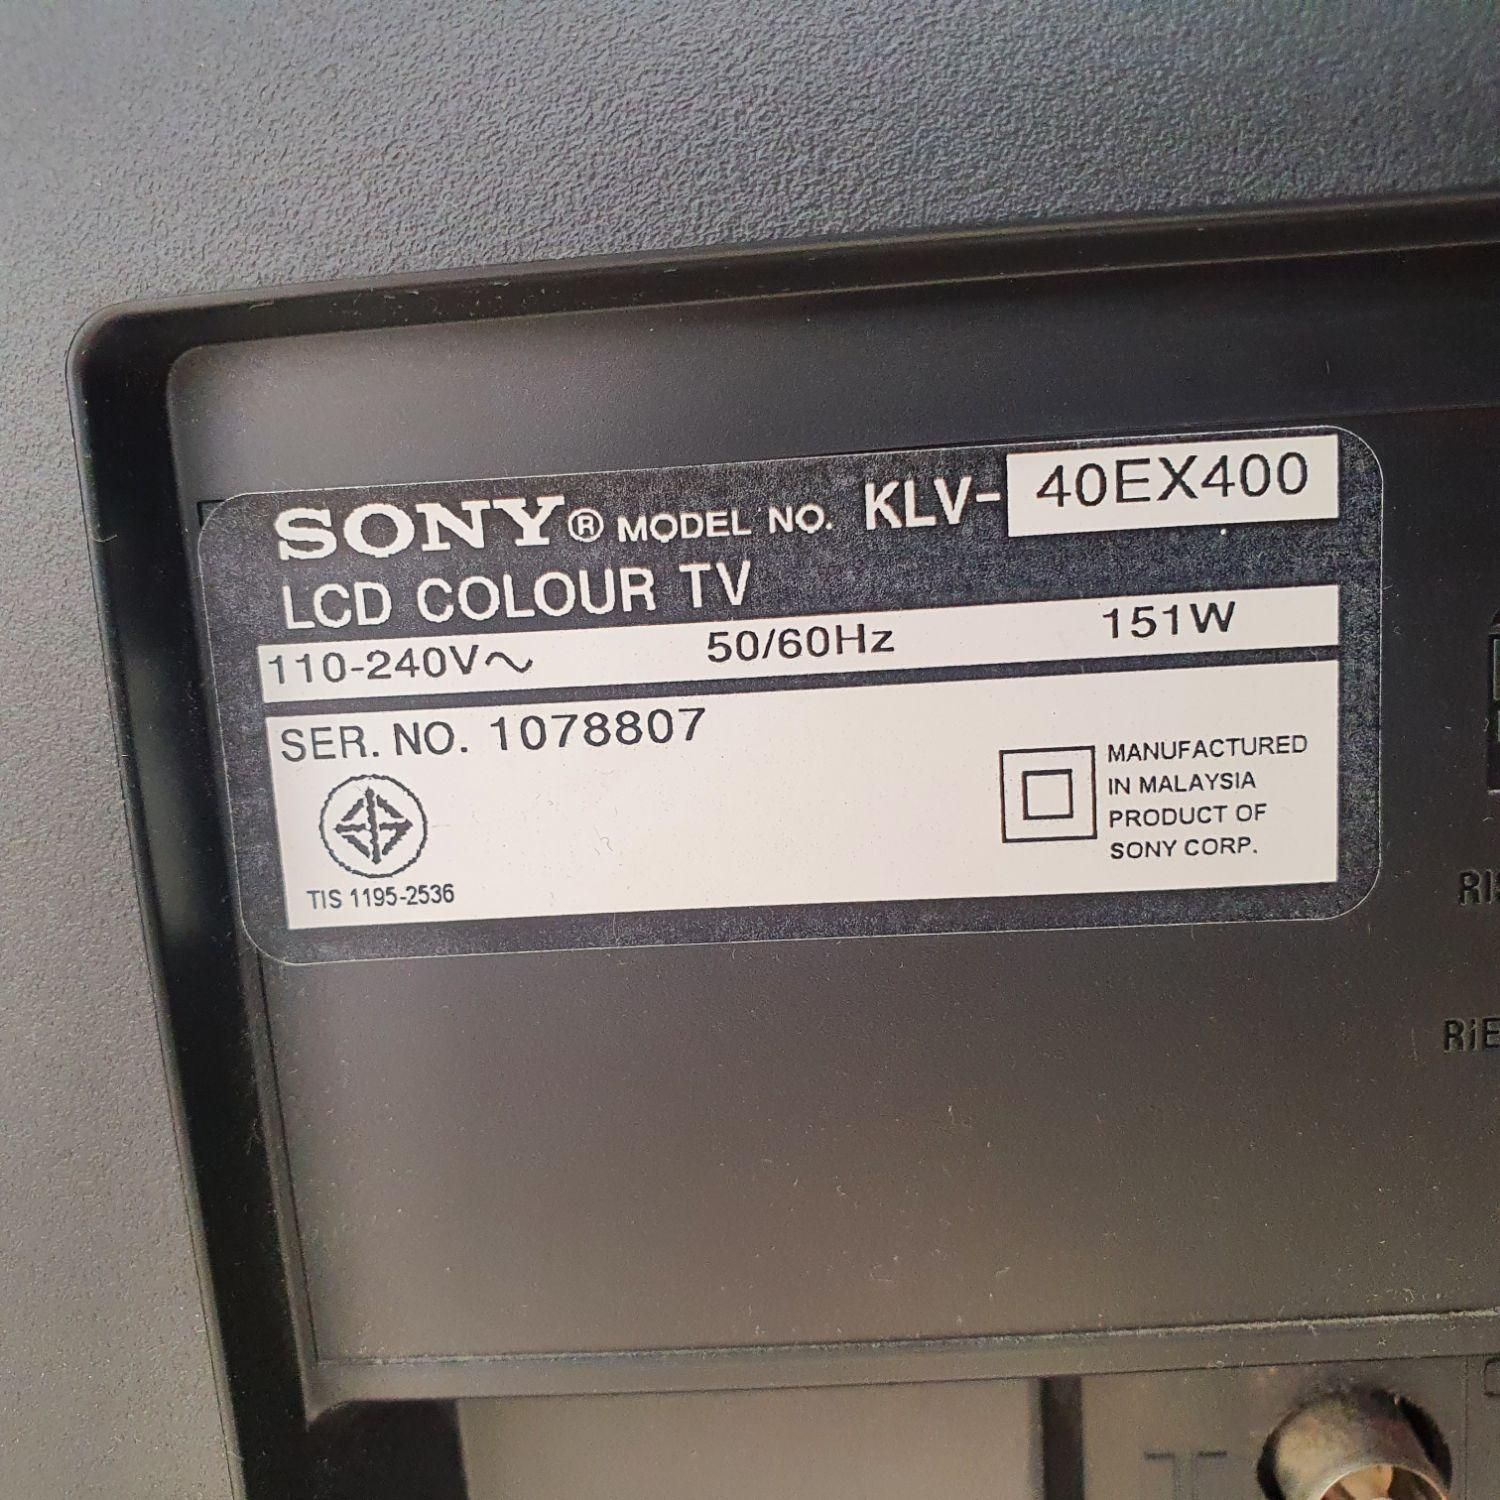 SONY® MODEL NO. KLV-40EX400
LCD COLOUR TV
110-240V~ 50/60Hz 151W
SER. NO. 1078807
MANUFACTURED
IN MALAYSIA
PRODUCT OF
SONY CORP.
TIS 1195-2536